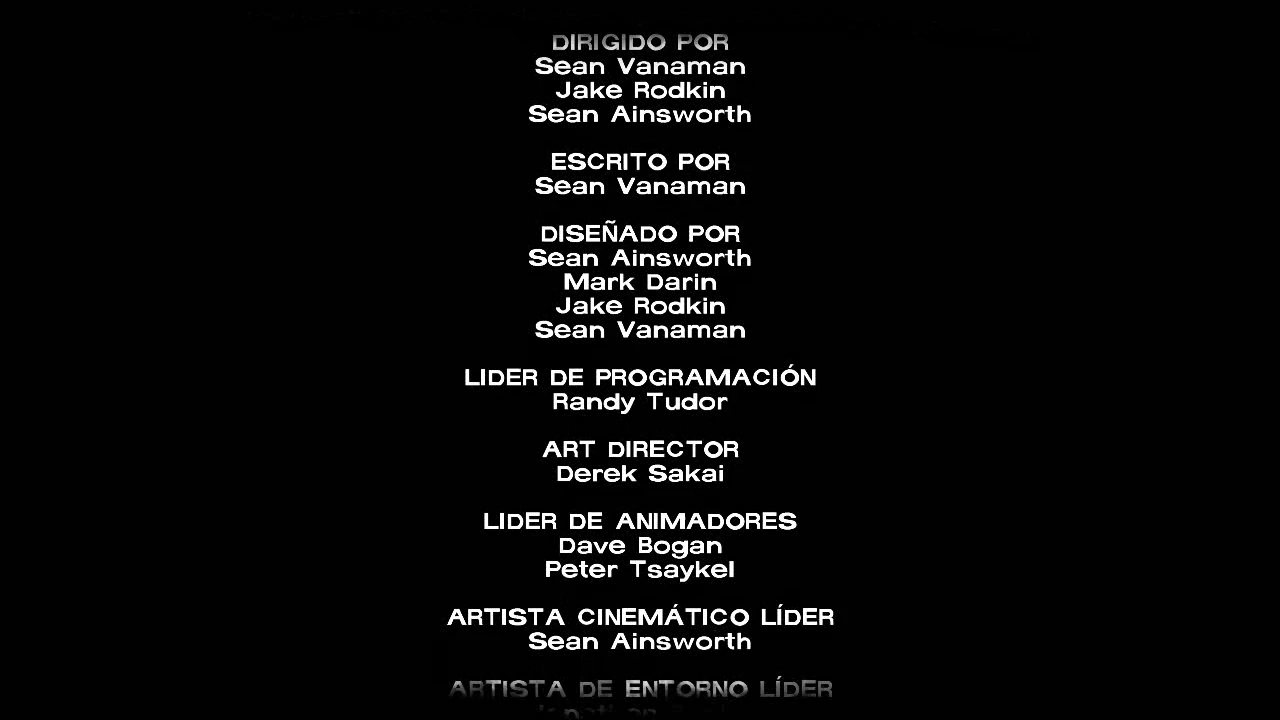 DIRIGIDO POR
Sean Vanaman
Jake Rodkin
Sean Ainsworth
ESCRITO POR
Sean Vanaman
DISEÑADO POR
Sean Ainsworth
Mark Darin
Jake Rodkin
Sean Vanaman
LIDER DE PROGRAMACIÓN
Randy Tudor
ART DIRECTOR
Derek Sakai
LIDER DE ANIMADORES
Dave Bogan
Peter Tsaykel
ARTISTA CINEMÁTICO LÍDER
Sean Ainsworth
ARTISTA DE ENTORNO LÍDER